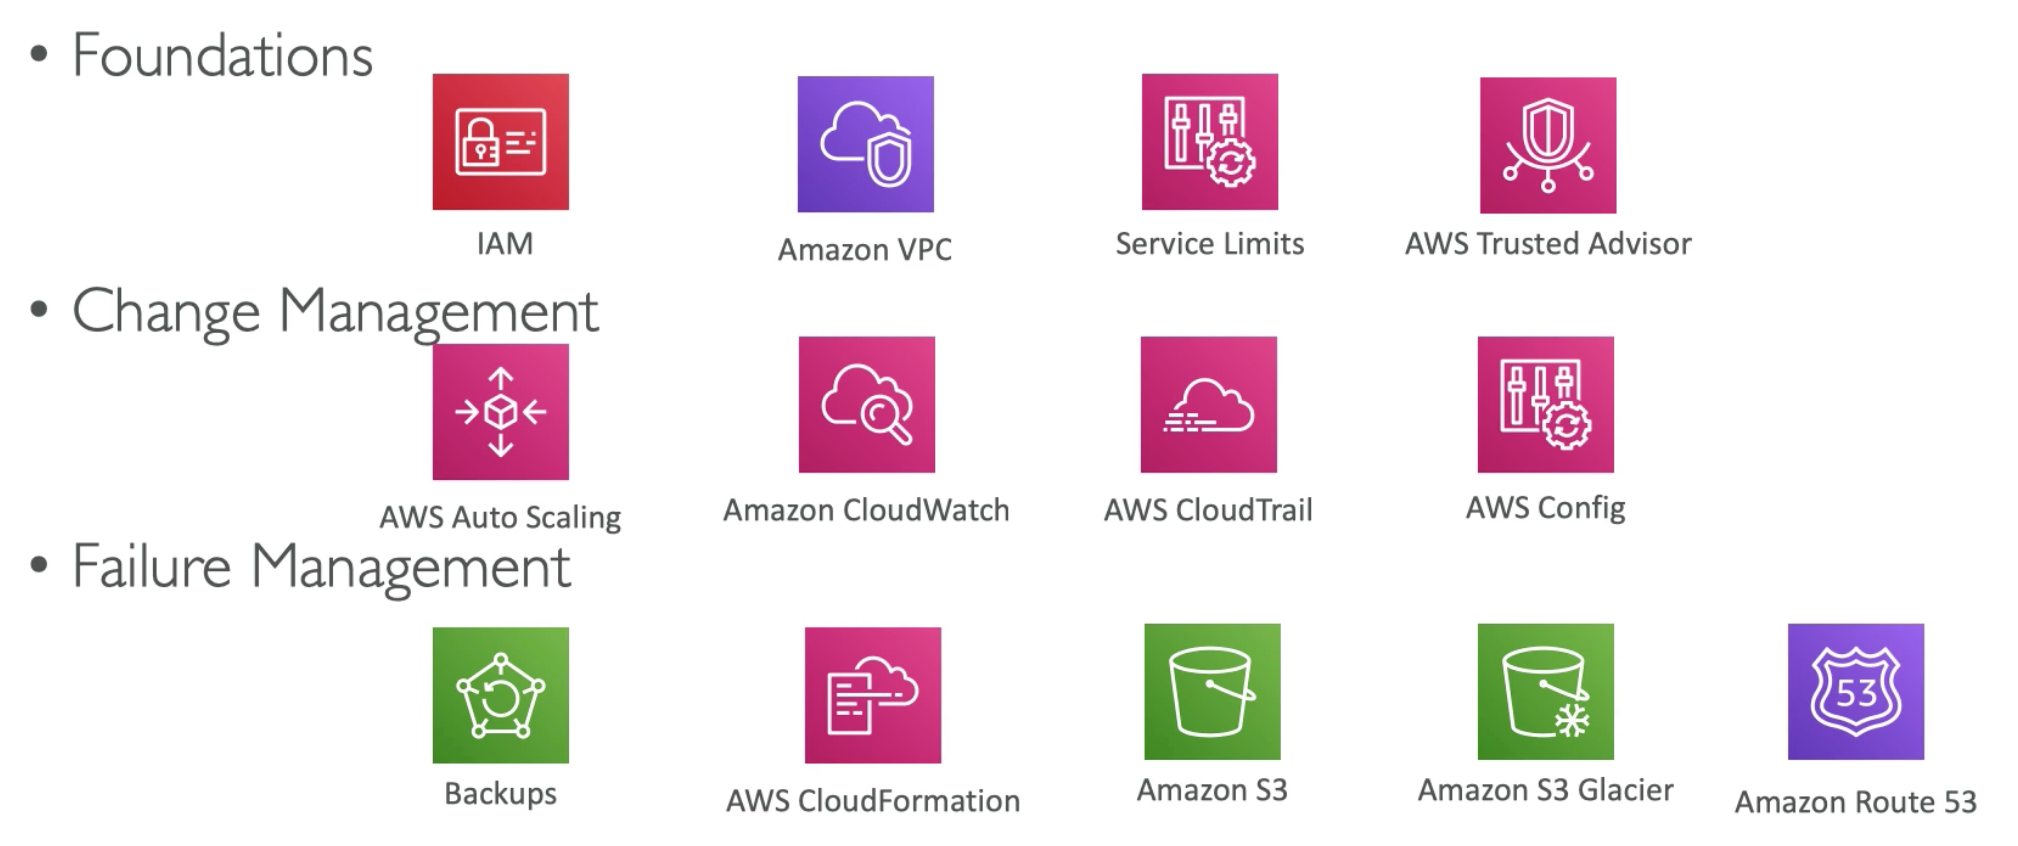 • Foundations
IAM
Amazon VPC
Service Limits
AWS Trusted Advisor
• Change Management
AWS Auto Scaling
Amazon CloudWatch
AWS CloudTrail
AWS Config
• Failure Management
53
Backups
AWS CloudFormation
Amazon S3
Amazon S3 Glacier
Amazon Route 53